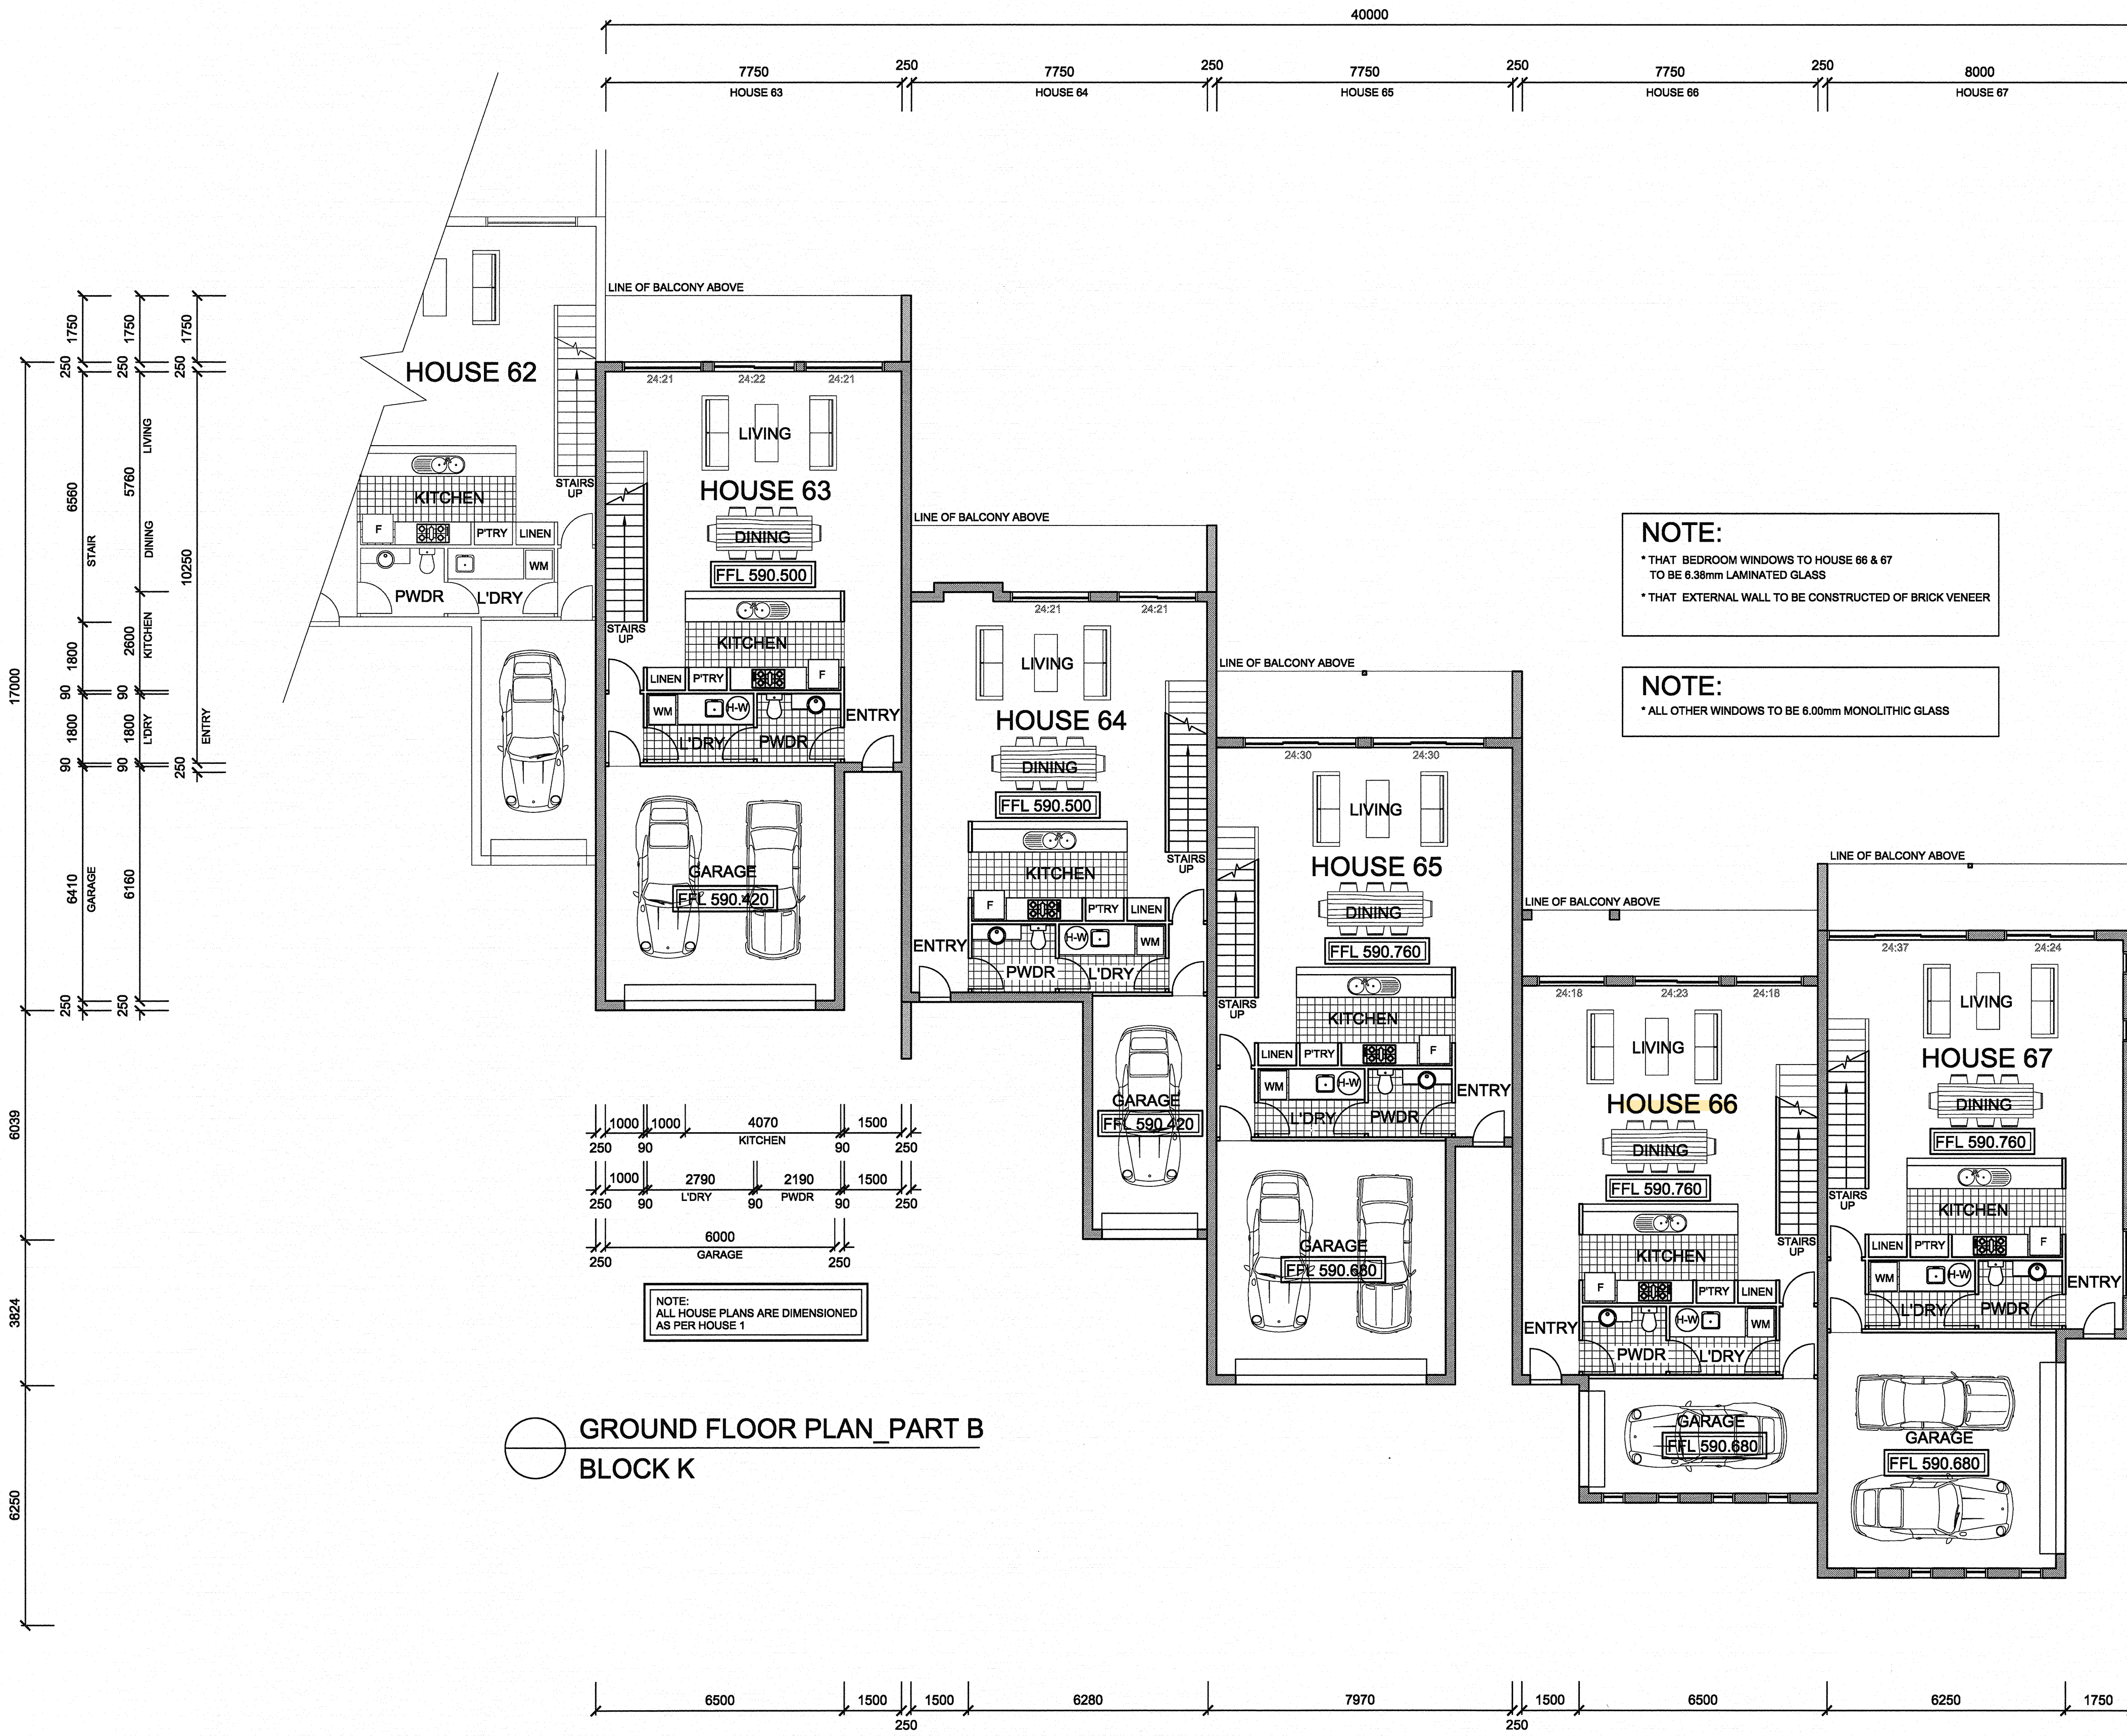 40000
7750 250 7750 250 7750 250 7750 250 8000
HOUSE 63 HOUSE 64 HOUSE 65 HOUSE 66 HOUSE 67
1750 1750 1750
250 250 250
6560 STAIR
5760 LIVING DINING
10250 ENTRY
1800 2600 KITCHEN
90 90
1800 1800 L'DRY
90 90 250
6410 GARAGE 6160
250 250
17000
6039
3824
6250
HOUSE 62
STAIRS
UP
KITCHEN
F P'TRY LINEN
WM
PWDR L'DRY
LINE OF BALCONY ABOVE
24:21 24:22 24:21
LIVING
HOUSE 63
DINING
FFL 590.500
STAIRS
UP
KITCHEN
LINEN P'TRY F
WM H-W
L'DRY PWDR
ENTRY
GARAGE
FFL 590.420
LINE OF BALCONY ABOVE
24:21 24:21
LIVING
HOUSE 64
DINING
FFL 590.500
STAIRS
UP
KITCHEN
F P'TRY LINEN
H-W WM
ENTRY
PWDR L'DRY
GARAGE
FFL 590.420
LINE OF BALCONY ABOVE
24:30 24:30
LIVING
HOUSE 65
DINING
FFL 590.760
STAIRS
UP
KITCHEN
LINEN P'TRY F
WM H-W
ENTRY
L'DRY PWDR
GARAGE
FFL 590.680
NOTE:
* THAT BEDROOM WINDOWS TO HOUSE 66 & 67
TO BE 6.38mm LAMINATED GLASS
* THAT EXTERNAL WALL TO BE CONSTRUCTED OF BRICK VENEER
NOTE:
* ALL OTHER WINDOWS TO BE 6.00mm MONOLITHIC GLASS
LINE OF BALCONY ABOVE
24:18 24:23 24:18
LIVING
HOUSE 66
DINING
FFL 590.760
STAIRS
UP
KITCHEN
F P'TRY LINEN
H-W WM
ENTRY
PWDR L'DRY
GARAGE
FFL 590.680
LINE OF BALCONY ABOVE
24:37 24:24
LIVING
HOUSE 67
DINING
FFL 590.760
STAIRS
UP
KITCHEN
LINEN P'TRY F
WM H-W
ENTRY
L'DRY PWDR
GARAGE
FFL 590.680
1000 1000 4070 1500
KITCHEN
250 90 90 250
1000 2790 2190 1500
L'DRY PWDR
250 90 90 90 250
6000
GARAGE
250 250
NOTE:
ALL HOUSE PLANS ARE DIMENSIONED
AS PER HOUSE 1
GROUND FLOOR PLAN_PART B
BLOCK K
6500 1500 1500 6280 7970 1500 6500 6250 1750
250 250